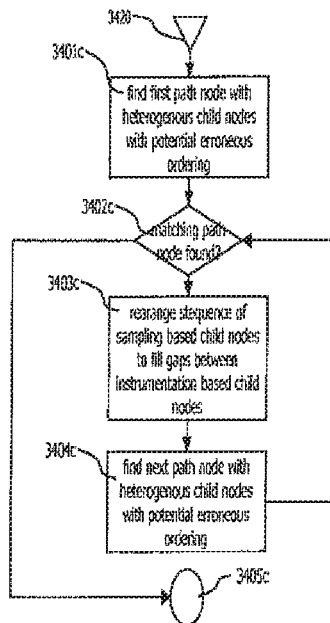 3420
3401c
find first path node with
heterogenous child nodes
with potential erroneous
ordering
3402c
matching path
node found?
3403c
rearange stequence of
sampling based child nodes
to fill gaps between
instrumentation based child
nodes
3404c
find next path node with
heterogenous child nodes
with potential erroneous
ordering
3405c